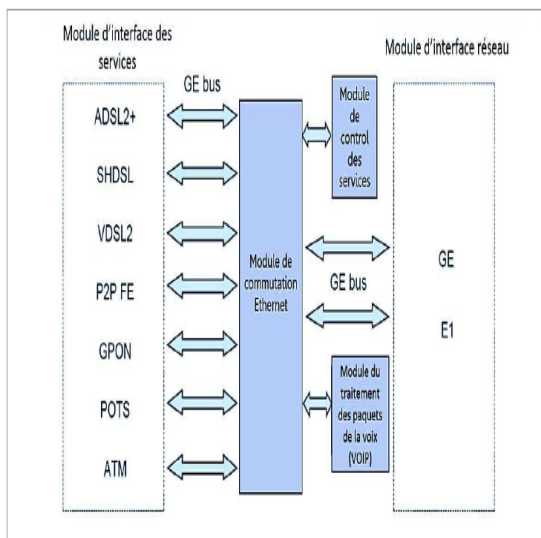 Module d'interface des
services
GE bus
ADSL2+
SHDSL
VDSL2
P2P FE
GPON
POTS
ATM
Module de
commutation
Ethernet
Module
de
control
des
services
GE bus
Module du
traitement
des paquets
de la voix
(VOIP)
Module d'interface réseau
GE
E1